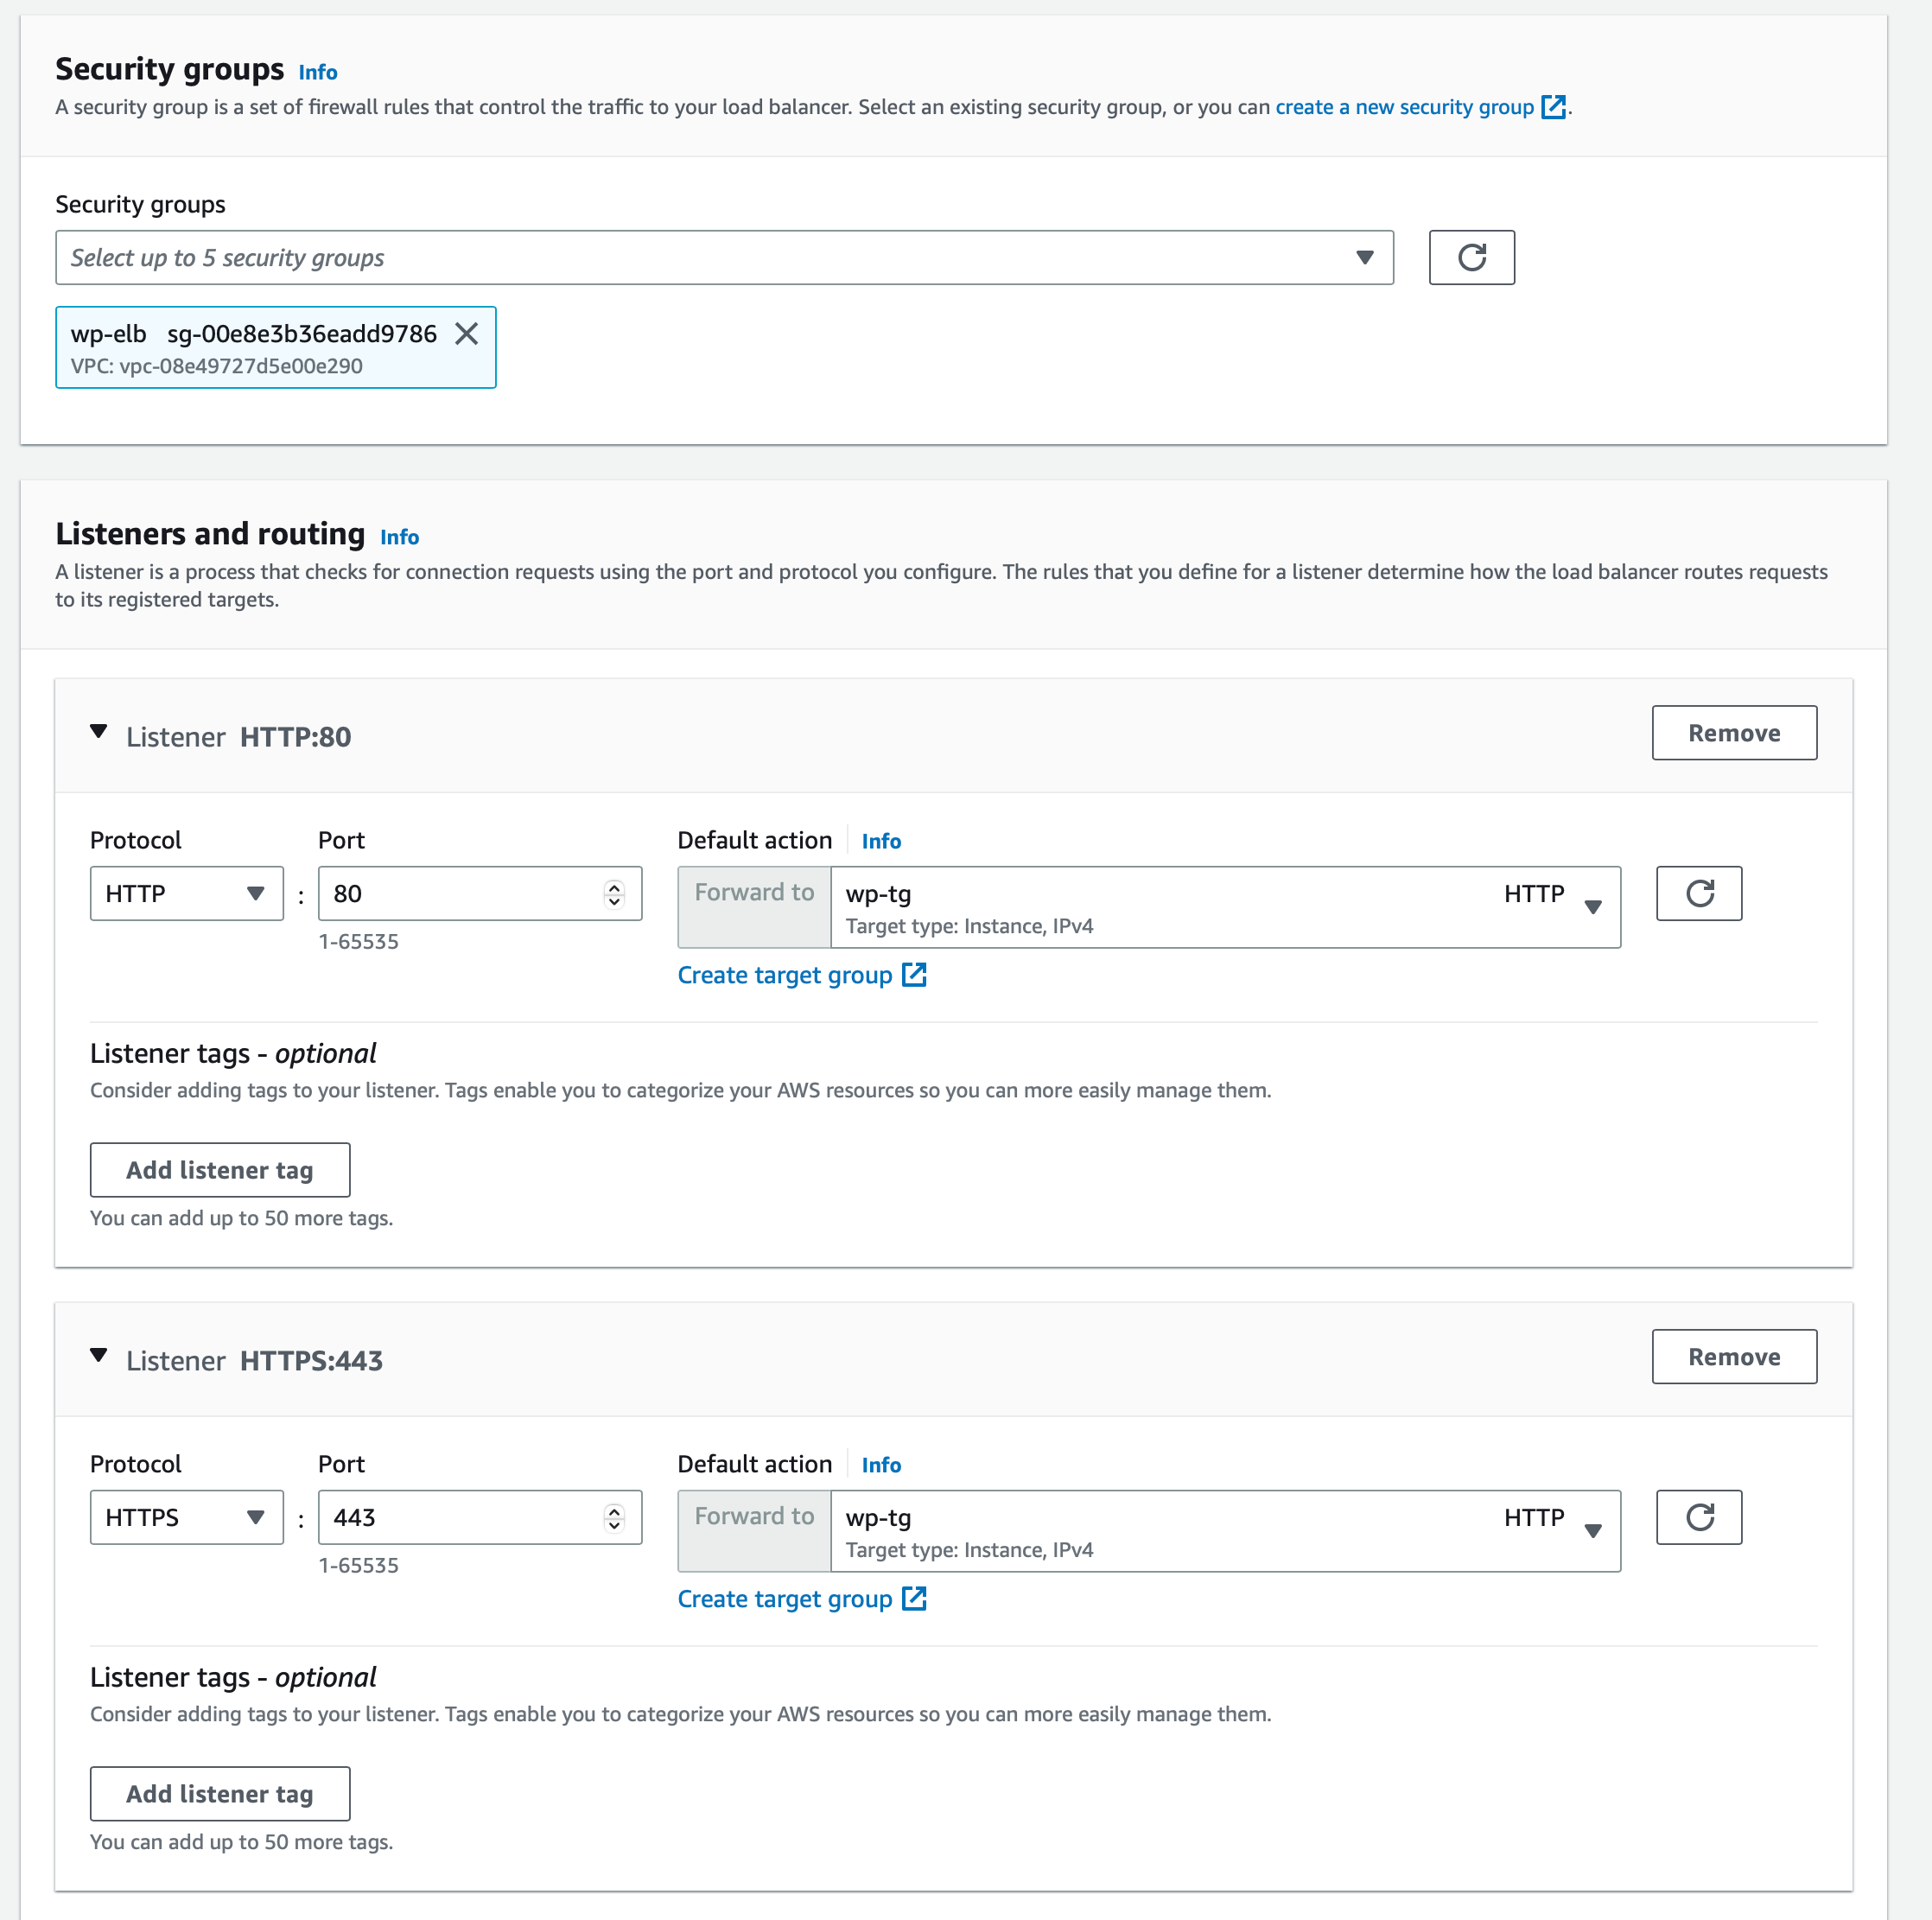 Security groups Info
A security group is a set of firewall rules that control the traffic to your load balancer. Select an existing security group, or you can create a new security group .
Security groups
Select up to 5 security groups
wp-elb sg-00e8e3b36eadd9786
VPC: vpc-08e49727d5e00e290
Listeners and routing Info
A listener is a process that checks for connection requests using the port and protocol you configure. The rules that you define for a listener determine how the load balancer routes requests
to its registered targets.
Listener HTTP:80 Remove
Protocol Port Default action Info
HTTP : 80 Forward to wp-tg HTTP
Target type: Instance, IPv4
1-65535
Create target group
Listener tags - optional
Consider adding tags to your listener. Tags enable you to categorize your AWS resources so you can more easily manage them.
Add listener tag
You can add up to 50 more tags.
Listener HTTPS:443 Remove
Protocol Port Default action Info
HTTPS : 443 Forward to wp-tg HTTP
Target type: Instance, IPv4
1-65535
Create target group
Listener tags - optional
Consider adding tags to your listener. Tags enable you to categorize your AWS resources so you can more easily manage them.
Add listener tag
You can add up to 50 more tags.